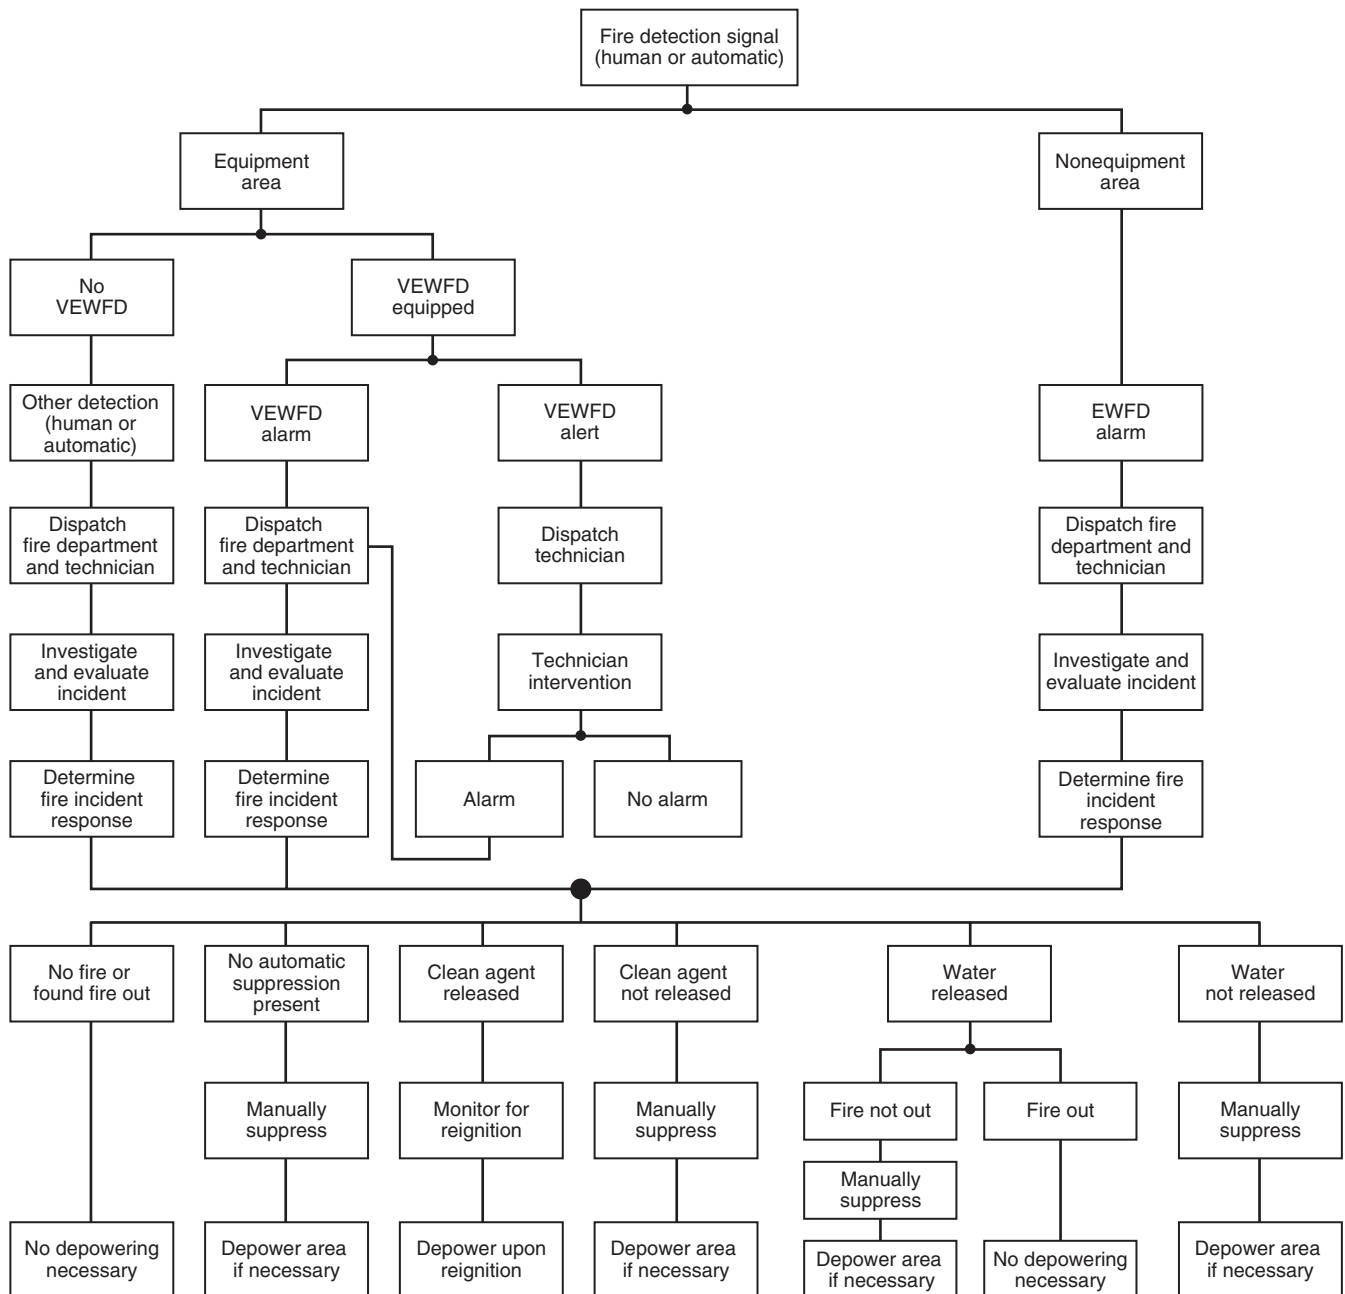 Fire detection signal
(human or automatic)
Equipment
area
Nonequipment
area
No
VEWFD
VEWFD
equipped
Other detection
(human or
automatic)
VEWFD
alarm
VEWFD
alert
EWFD
alarm
Dispatch
fire department
and technician
Dispatch
fire department
and technician
Dispatch
technician
Dispatch fire
department and
technician
Investigate
and evaluate
incident
Investigate
and evaluate
incident
Technician
intervention
Investigate and
evaluate incident
Determine
fire incident
response
Determine
fire incident
response
Alarm
No alarm
Determine fire
incident
response
No fire or
found fire out
No automatic
suppression
present
Clean agent
released
Clean agent
not released
Water
released
Water
not released
Manually
suppress
Monitor for
reignition
Manually
suppress
Fire not out
Fire out
Manually
suppress
Manually
suppress
No depowering
necessary
Depower area
if necessary
Depower upon
reignition
Depower area
if necessary
Depower area
if necessary
No depowering
necessary
Depower area
if necessary